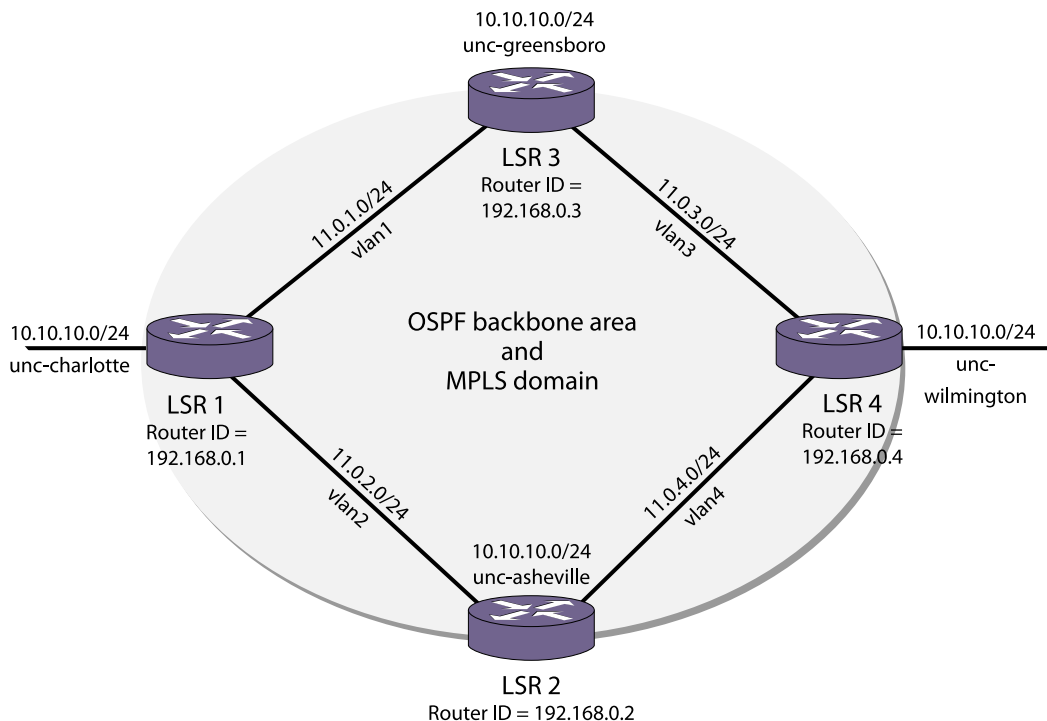 10.10.10.0/24
unc-greensboro
LSR 3
Router ID =
192.168.0.3
11.0.1.0/24
vlan1
11.0.3.0/24
vlan3
10.10.10.0/24
unc-charlotte
LSR 1
Router ID =
192.168.0.1
OSPF backbone area
and
MPLS domain
10.10.10.0/24
unc-
wilmington
LSR 4
Router ID =
192.168.0.4
11.0.2.0/24
vlan2
11.0.4.0/24
vlan4
10.10.10.0/24
unc-asheville
LSR 2
Router ID = 192.168.0.2